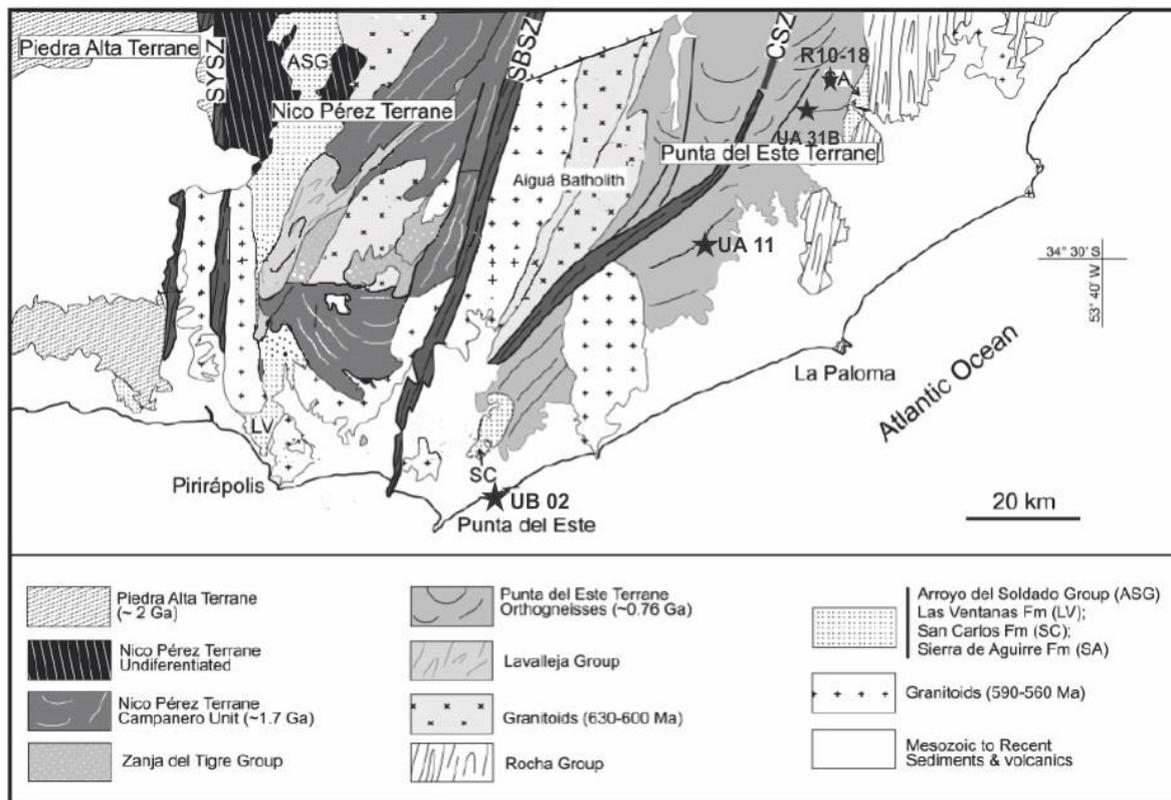 Piedra Alta Terrane
SYSZ
ASG
Nico Pérez Terrane
SBSZ
CSZ
R10-18
SA
UA 31B
Punta del Este Terrane
Aiguá Batholith
UA 11
34° 30' S
53° 40' W
La Paloma
Atlantic Ocean
LV
Pirirápolis
SC
UB 02
Punta del Este
20 km
Piedra Alta Terrane
(~ 2 Ga)
Nico Pérez Terrane
Undiferentiated
Nico Pérez Terrane
Campanero Unit (~1.7 Ga)
Zanja del Tigre Group
Punta del Este Terrane
Orthogneisses (~0.76 Ga)
Lavalleja Group
Granitoids (630-600 Ma)
Rocha Group
Arroyo del Soldado Group (ASG)
Las Ventanas Fm (LV);
San Carlos Fm (SC);
Sierra de Aguirre Fm (SA)
Granitoids (590-560 Ma)
Mesozoic to Recent
Sediments & volcanics